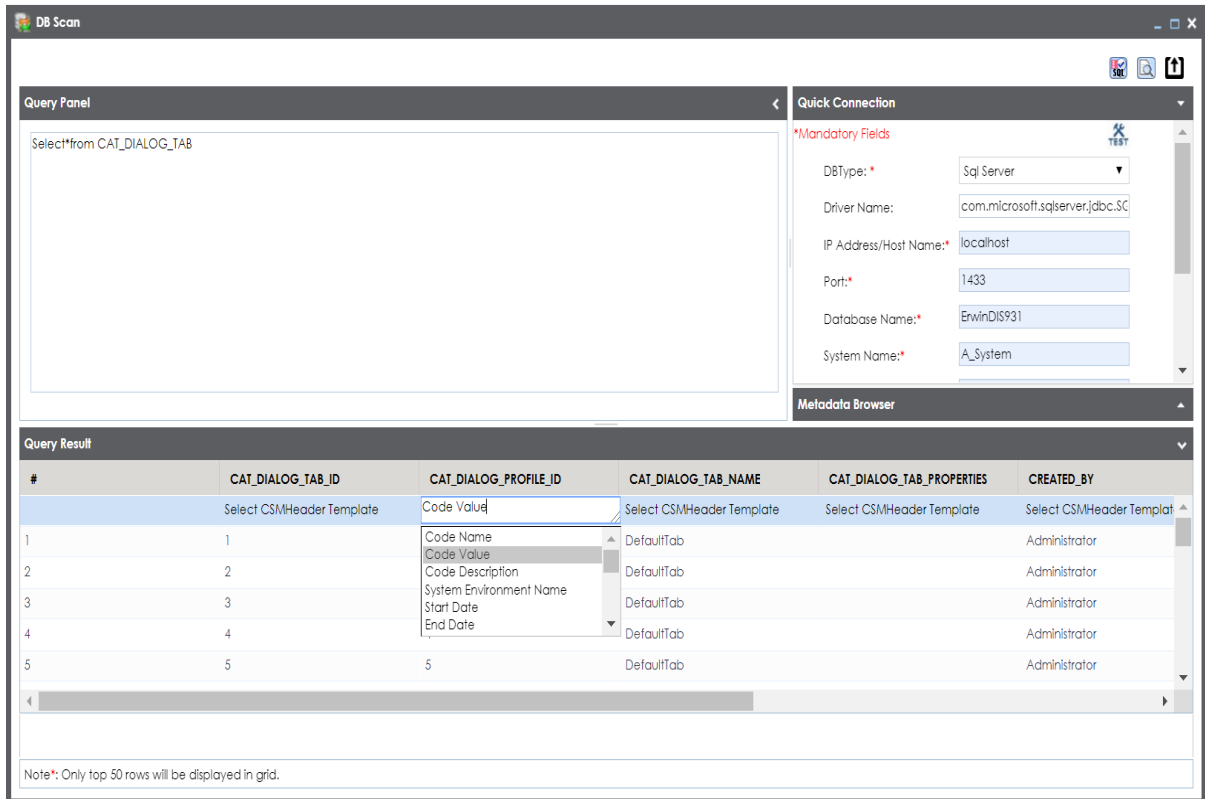 DB Scan
SQL
Query Panel
Quick Connection
Select*from CAT_DIALOG_TAB
*Mandatory Fields
TEST
DBType: *
Sql Server
Driver Name:
com.microsoft.sqlserver.jdbc.SQ
IP Address/Host Name:*
localhost
Port:*
1433
Database Name:*
ErwinDIS931
System Name:*
A_System
Metadata Browser
Query Result
# CAT_DIALOG_TAB_ID CAT_DIALOG_PROFILE_ID CAT_DIALOG_TAB_NAME CAT_DIALOG_TAB_PROPERTIES CREATED_BY
Select CSMHeader Template Code Value Select CSMHeader Template Select CSMHeader Template Select CSMHeader Templat
Code Name
Code Value
Code Description
System Environment Name
Start Date
End Date
1 1 DefaultTab Administrator
2 2 DefaultTab Administrator
3 3 DefaultTab Administrator
4 4 DefaultTab Administrator
5 5 5 DefaultTab Administrator
Note*: Only top 50 rows will be displayed in grid.